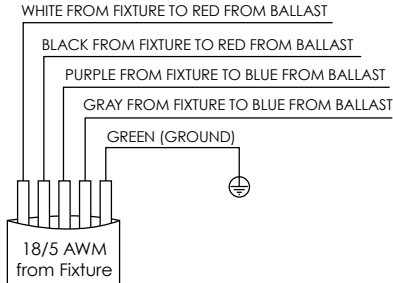 WHITE FROM FIXTURE TO RED FROM BALLAST
BLACK FROM FIXTURE TO RED FROM BALLAST
PURPLE FROM FIXTURE TO BLUE FROM BALLAST
GRAY FROM FIXTURE TO BLUE FROM BALLAST
GREEN (GROUND)
18/5 AWM
from Fixture